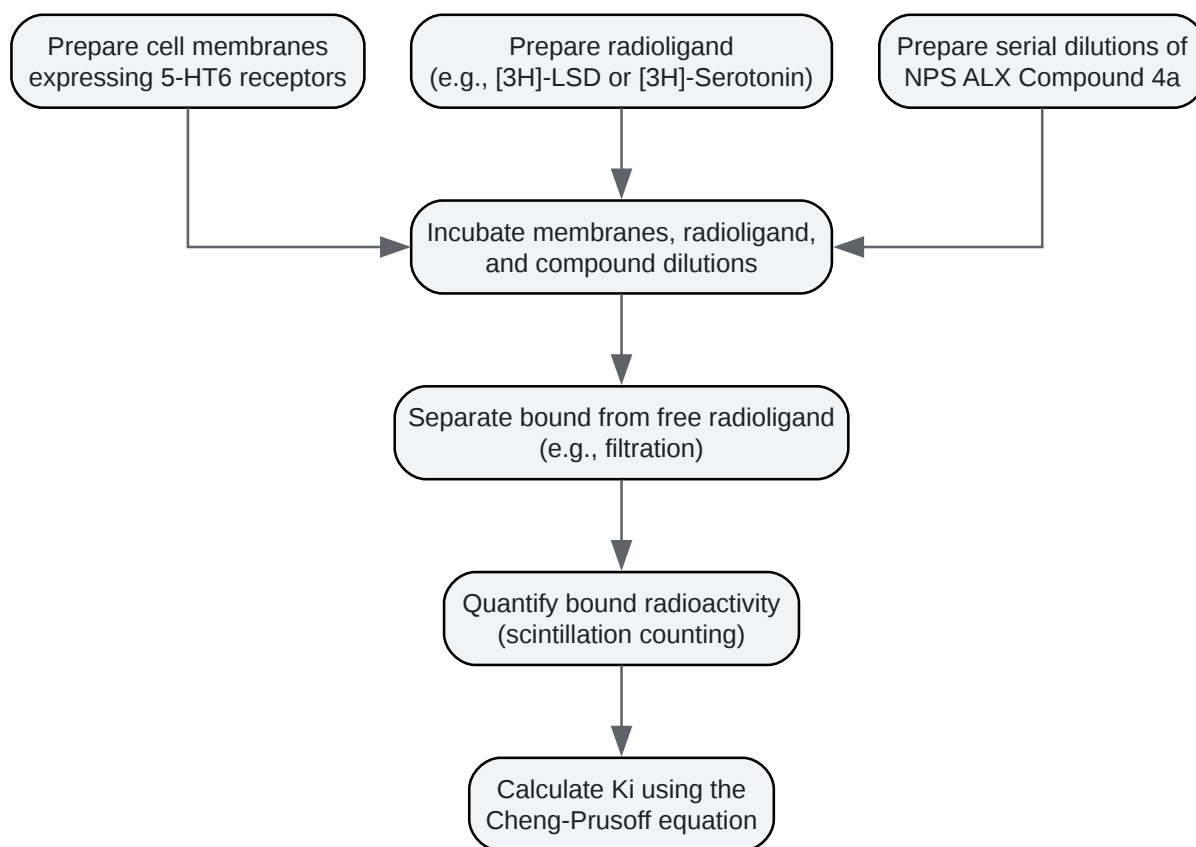 Prepare cell membranes
expressing 5-HT6 receptors
Prepare radioligand
(e.g., [3H]-LSD or [3H]-Serotonin)
Prepare serial dilutions of
NPS ALX Compound 4a
Incubate membranes, radioligand,
and compound dilutions
Separate bound from free radioligand
(e.g., filtration)
Quantify bound radioactivity
(scintillation counting)
Calculate Ki using the
Cheng-Prusoff equation